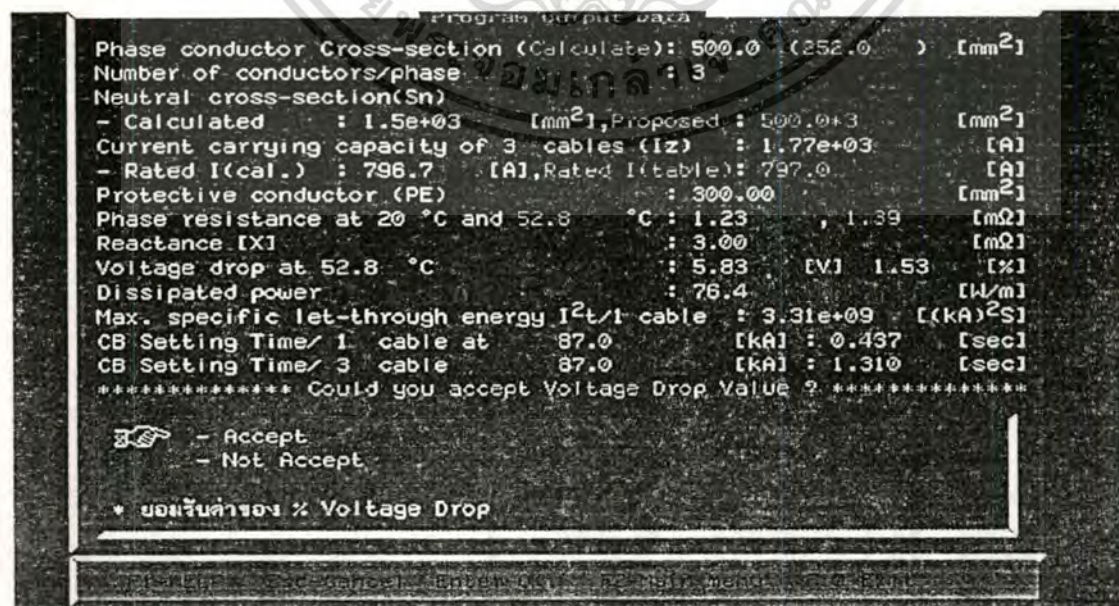 Program Output Data
Phase conductor Cross-section (Calculate): 500.0 (252.0 ) [mm²]
Number of conductors/phase : 3
Neutral cross-section(Sn)
- Calculated : 1.5e+03 [mm²],Proposed : 500.0*3 [mm²]
Current carrying capacity of 3 cables (Iz) : 1.77e+03 [A]
- Rated I(cal.) : 796.7 [A],Rated I(table): 797.0 [A]
Protective conductor (PE) : 300.00 [mm²]
Phase resistance at 20 °C and 52.8 °C : 1.23 , 1.39 [mΩ]
Reactance [X] : 3.00 [mΩ]
Voltage drop at 52.8 °C : 5.83 [V] 1.53 [%]
Dissipated power : 76.4 [W/m]
Max. specific let-through energy I²t/1 cable : 3.31e+09 [(kA)²S]
CB Setting Time/ 1 cable at 87.0 [kA] : 0.437 [sec]
CB Setting Time/ 3 cable 87.0 [kA] : 1.310 [sec]
************** Could you accept Voltage Drop Value ? **************
- Accept
- Not Accept
* ยอมรับค่าของ % Voltage Drop